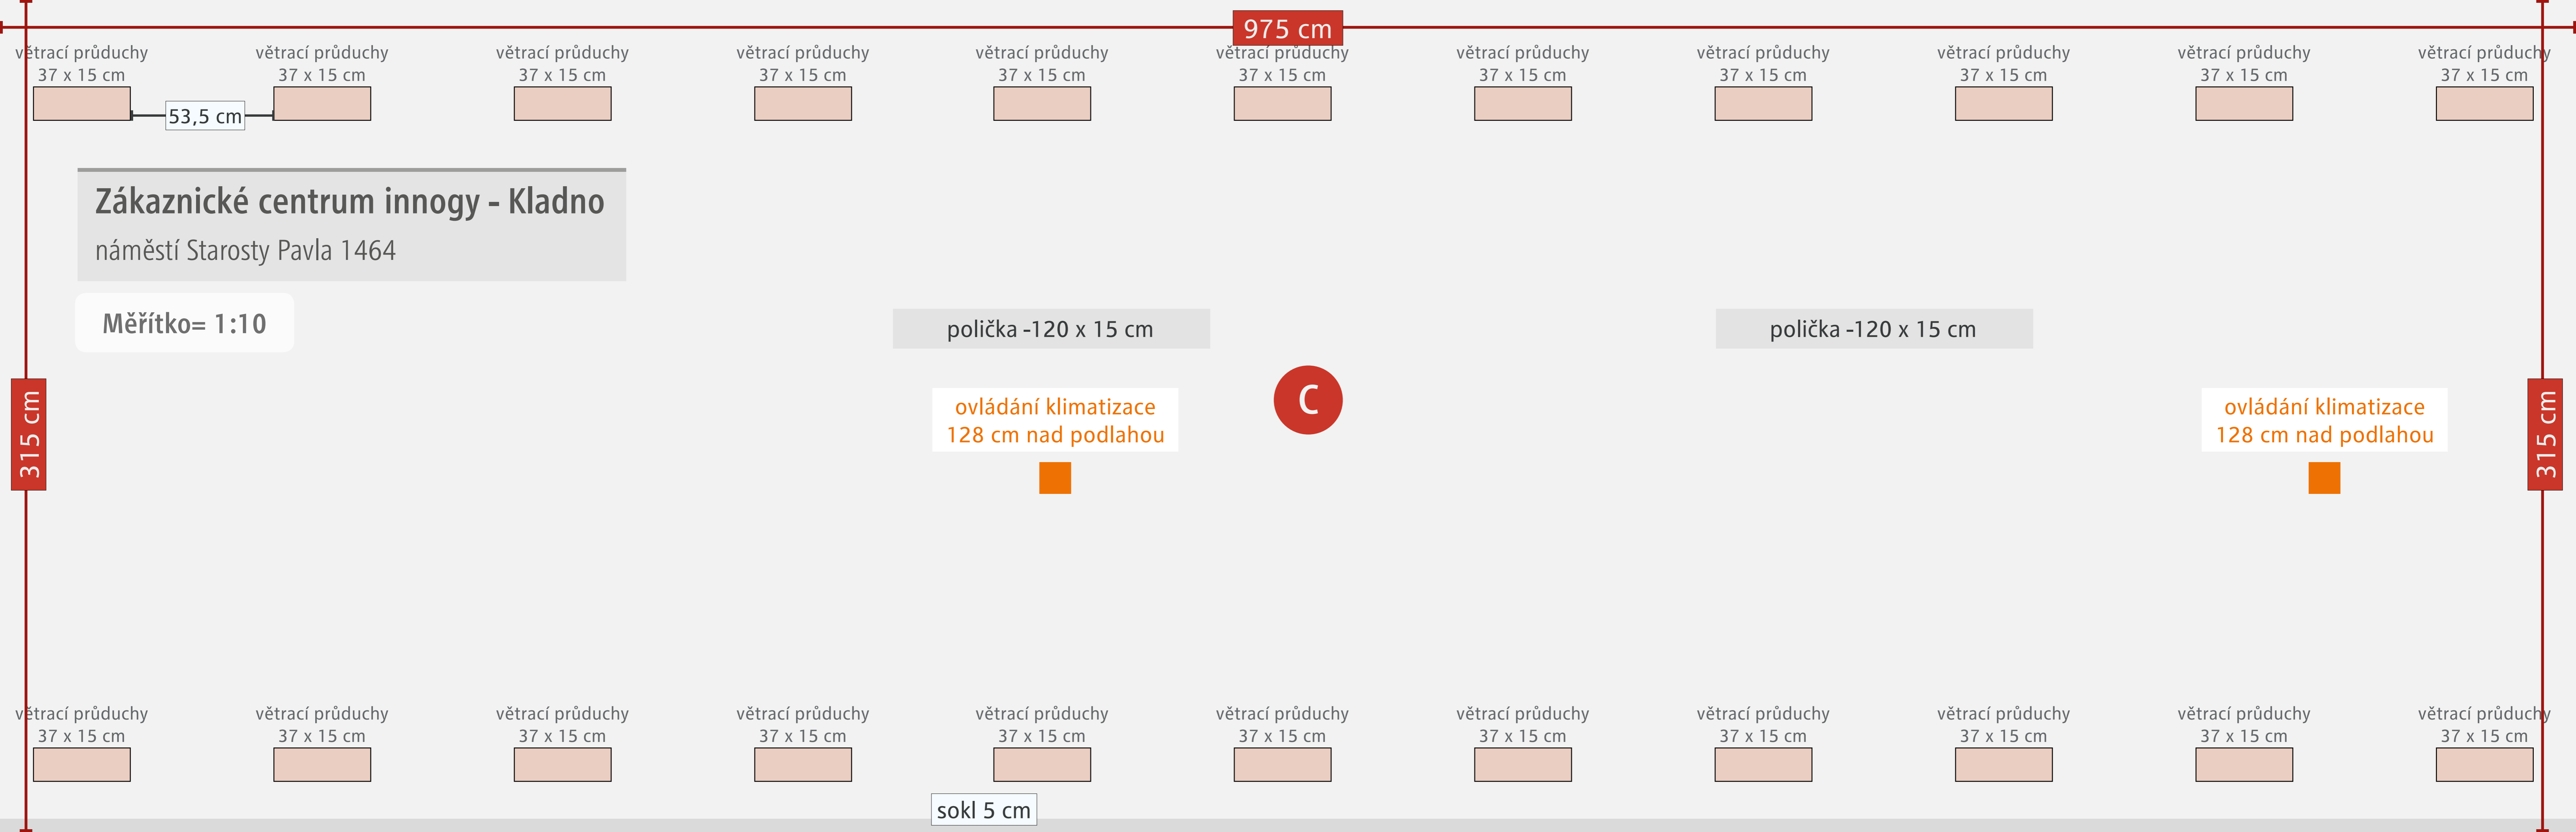 975 cm
větrací průduchy větrací průduchy větrací průduchy větrací průduchy větrací průduchy větrací průduchy větrací průduchy větrací průduchy větrací průduchy větrací průduchy větrací průduchy
37 x 15 cm 37 x 15 cm 37 x 15 cm 37 x 15 cm 37 x 15 cm 37 x 15 cm 37 x 15 cm 37 x 15 cm 37 x 15 cm 37 x 15 cm 37 x 15 cm
53,5 cm
Zákaznické centrum innogy - Kladno
náměstí Starosty Pavla 1464
Měřítko= 1:10
polička -120 x 15 cm polička -120 x 15 cm
315 cm
ovládání klimatizace
128 cm nad podlahou
C
ovládání klimatizace
128 cm nad podlahou
315 cm
větrací průduchy větrací průduchy větrací průduchy větrací průduchy větrací průduchy větrací průduchy větrací průduchy větrací průduchy větrací průduchy větrací průduchy větrací průduchy
37 x 15 cm 37 x 15 cm 37 x 15 cm 37 x 15 cm 37 x 15 cm 37 x 15 cm 37 x 15 cm 37 x 15 cm 37 x 15 cm 37 x 15 cm 37 x 15 cm
sokl 5 cm